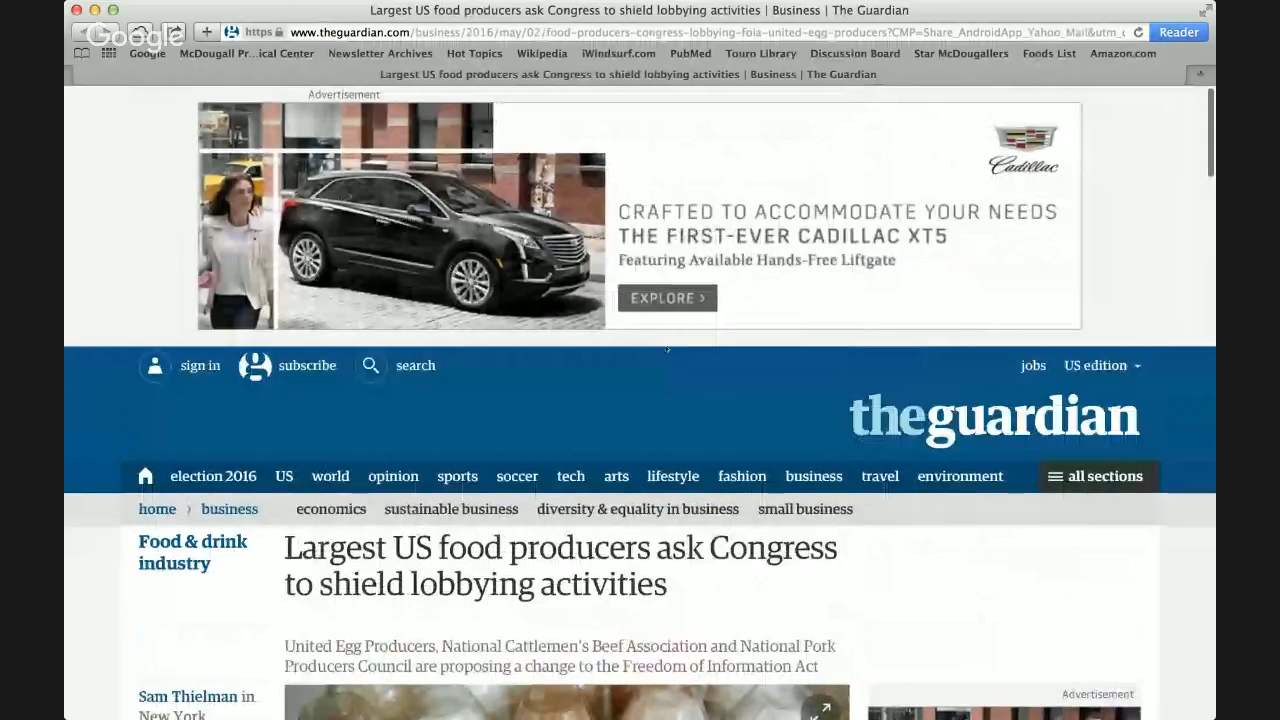 Largest US food producers ask Congress to shield lobbying activities | Business | The Guardian
Google
https www.theguardian.com/business/2016/may/02/food-producers-congress-lobbying-foia-united-egg-producers?CMP=Share_AndroidApp_Yahoo_Mail&utm_c
Reader
Google McDougall Pr...ical Center Newsletter Archives Hot Topics Wikipedia iWindsurf.com PubMed Touro Library Discussion Board Star McDougallers Foods List Amazon.com
Largest US food producers ask Congress to shield lobbying activities | Business | The Guardian
Advertisement
Cadillac
CRAFTED TO ACCOMMODATE YOUR NEEDS
THE FIRST-EVER CADILLAC XT5
Featuring Available Hands-Free Liftgate
EXPLORE >
sign in subscribe search jobs US edition
theguardian
election 2016 US world opinion sports soccer tech arts lifestyle fashion business travel environment all sections
home › business economics sustainable business diversity & equality in business small business
Food & drink
industry
Largest US food producers ask Congress
to shield lobbying activities
United Egg Producers, National Cattlemen's Beef Association and National Pork
Producers Council are proposing a change to the Freedom of Information Act
Sam Thielman in
New York
Advertisement